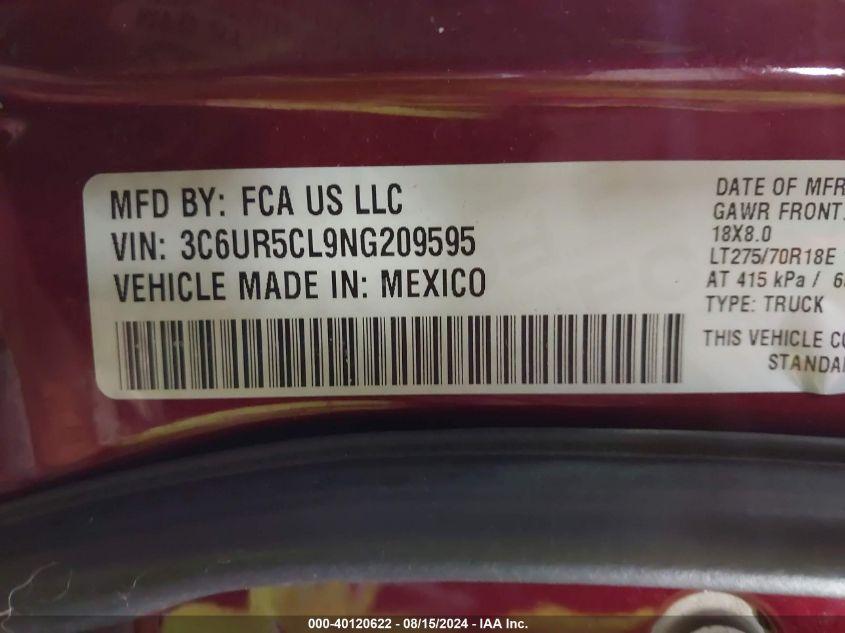 MFD BY: FCA US LLC
VIN: 3C6UR5CL9NG209595
VEHICLE MADE IN: MEXICO
DATE OF MFR
GAWR FRONT
18X8.0
LT275/70R18E
AT 415 kPa /
TYPE: TRUCK
THIS VEHICLE
STANDA
000-40120622 - 08/15/2024 - IAA Inc.